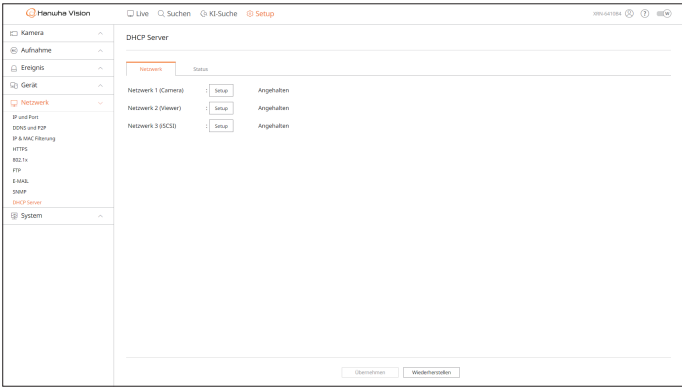 Hanwha Vision
Live Suchen KI-Suche Setup
XRN-6410B4 ? W
Kamera
DHCP Server
Aufnahme
Ereignis
Netzwerk Status
Gerät
Netzwerk 1 (Camera) : Setup Angehalten
Netzwerk
Netzwerk 2 (Viewer) : Setup Angehalten
IP und Port
Netzwerk 3 (iSCSI) : Setup Angehalten
DDNS und P2P
IP & MAC Filterung
HTTPS
802.1x
FTP
E-MAIL
SNMP
DHCP Server
System
Übernehmen Wiederherstellen